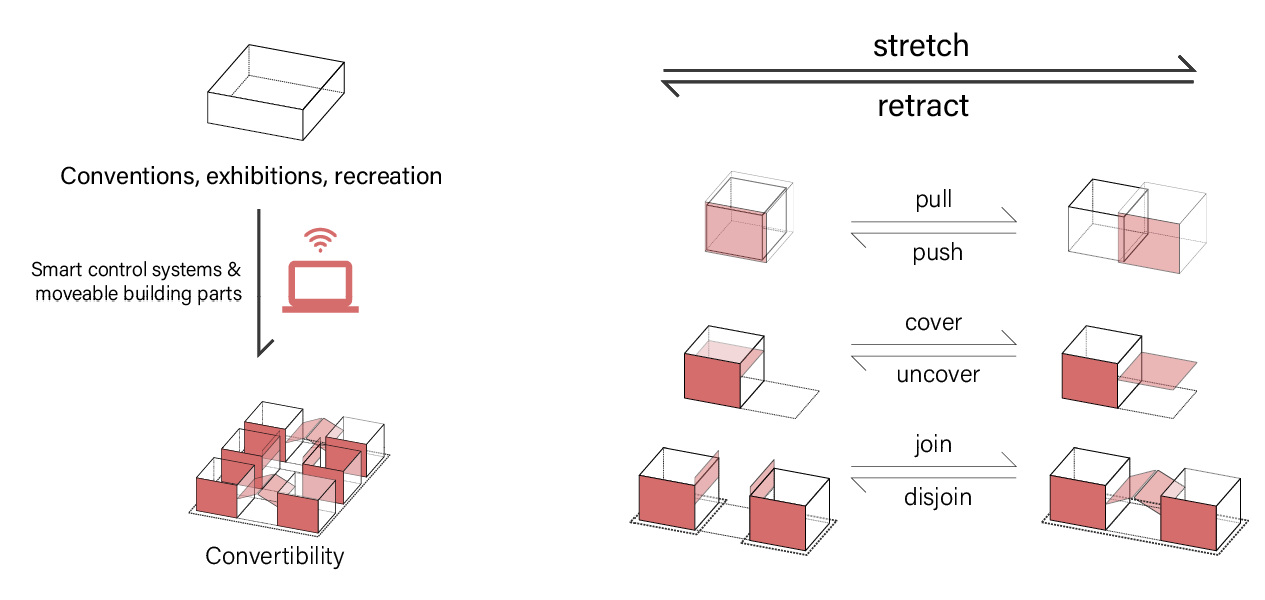 Conventions, exhibitions, recreation
Smart control systems &
moveable building parts
Convertibility
stretch
retract
pull
push
cover
uncover
join
disjoin